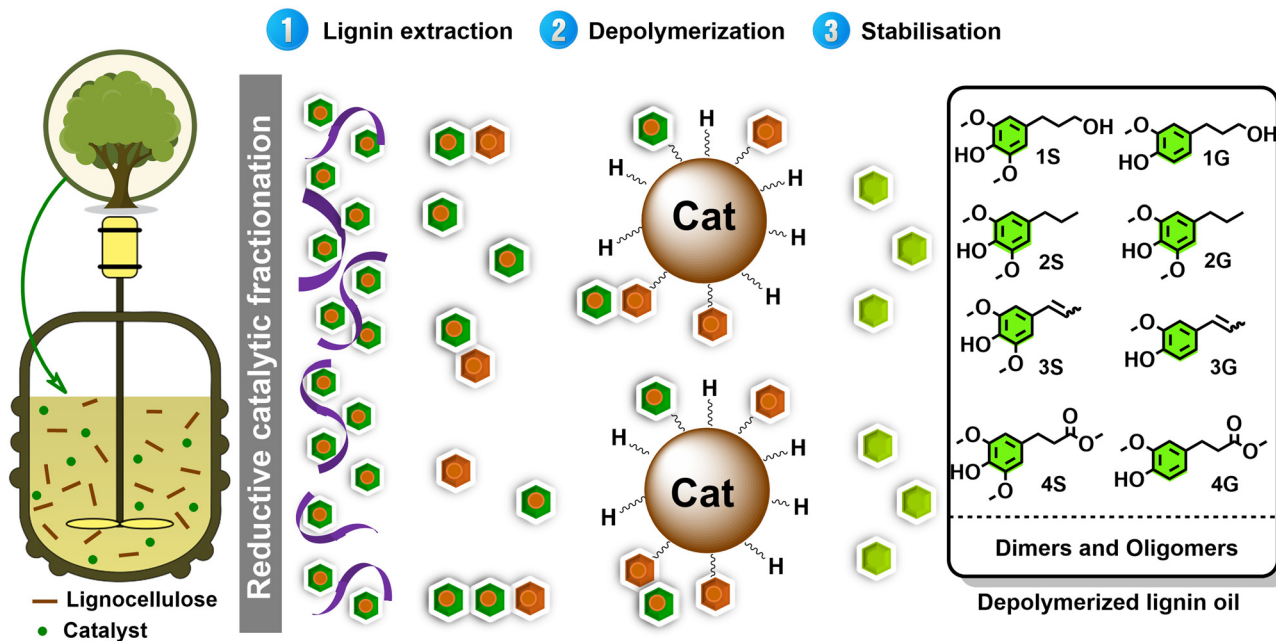 1 Lignin extraction 2 Depolymerization 3 Stabilisation
Reductive catalytic fractionation
Lignocellulose
Catalyst
H
H
H
H
H
H
Cat
H
H
H
H
H
H
Cat
O
HO
O
OH
1S
O
HO
OH
1G
O
HO
O
2S
O
HO
O
2G
O
HO
O
3S
O
HO
3G
O
HO
O
O
O
4S
O
HO
O
O
4G
Dimers and Oligomers
Depolymerized lignin oil